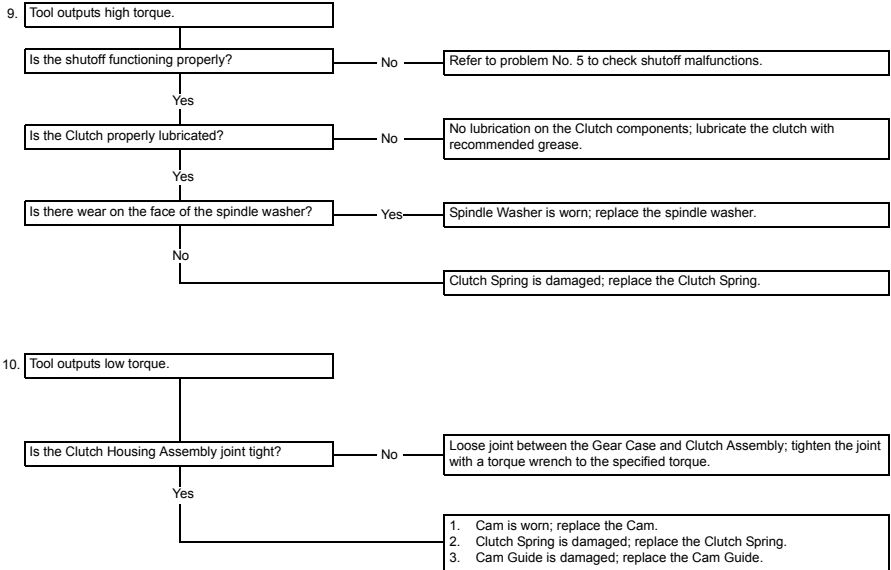 9. Tool outputs high torque.
Is the shutoff functioning properly?
No
Refer to problem No. 5 to check shutoff malfunctions.
Yes
Is the Clutch properly lubricated?
No
No lubrication on the Clutch components; lubricate the clutch with
recommended grease.
Yes
Is there wear on the face of the spindle washer?
Yes
Spindle Washer is worn; replace the spindle washer.
No
Clutch Spring is damaged; replace the Clutch Spring.
10. Tool outputs low torque.
Is the Clutch Housing Assembly joint tight?
No
Loose joint between the Gear Case and Clutch Assembly; tighten the joint
with a torque wrench to the specified torque.
Yes
1. Cam is worn; replace the Cam.
2. Clutch Spring is damaged; replace the Clutch Spring.
3. Cam Guide is damaged; replace the Cam Guide.